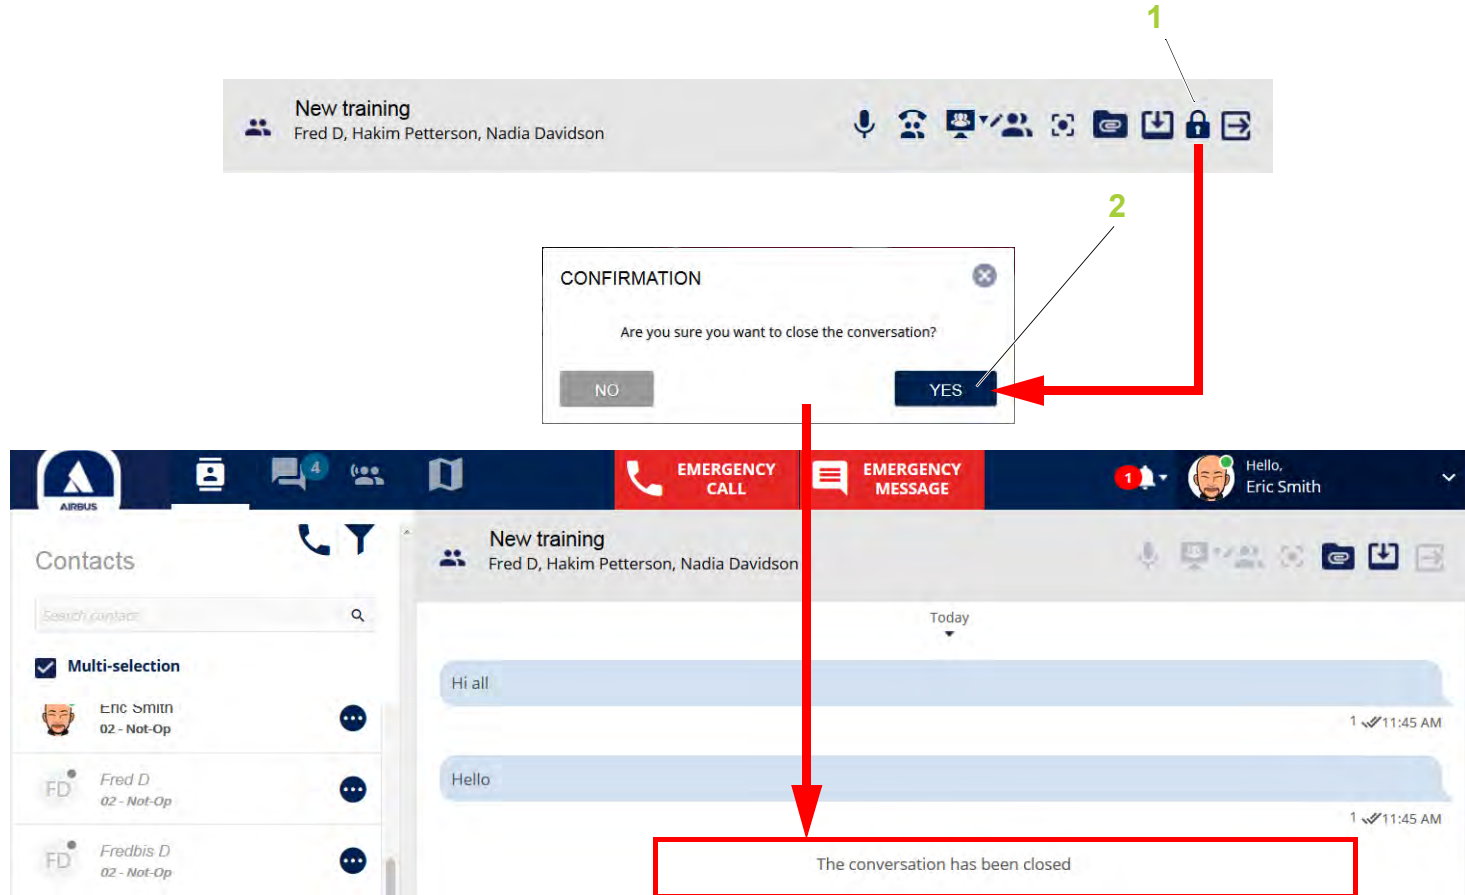 1
New training
Fred D, Hakim Petterson, Nadia Davidson
2
CONFIRMATION
Are you sure you want to close the conversation?
NO
YES
AIRBUS
4
EMERGENCY
CALL
EMERGENCY
MESSAGE
1
Hello,
Eric Smith
Contacts
Search contact
Multi-selection
Eric Smith
02 - Not-Op
FD
Fred D
02 - Not-Op
FD
Fredbis D
02 - Not-Op
New training
Fred D, Hakim Petterson, Nadia Davidson
Today
Hi all
1 11:45 AM
Hello
1 11:45 AM
The conversation has been closed